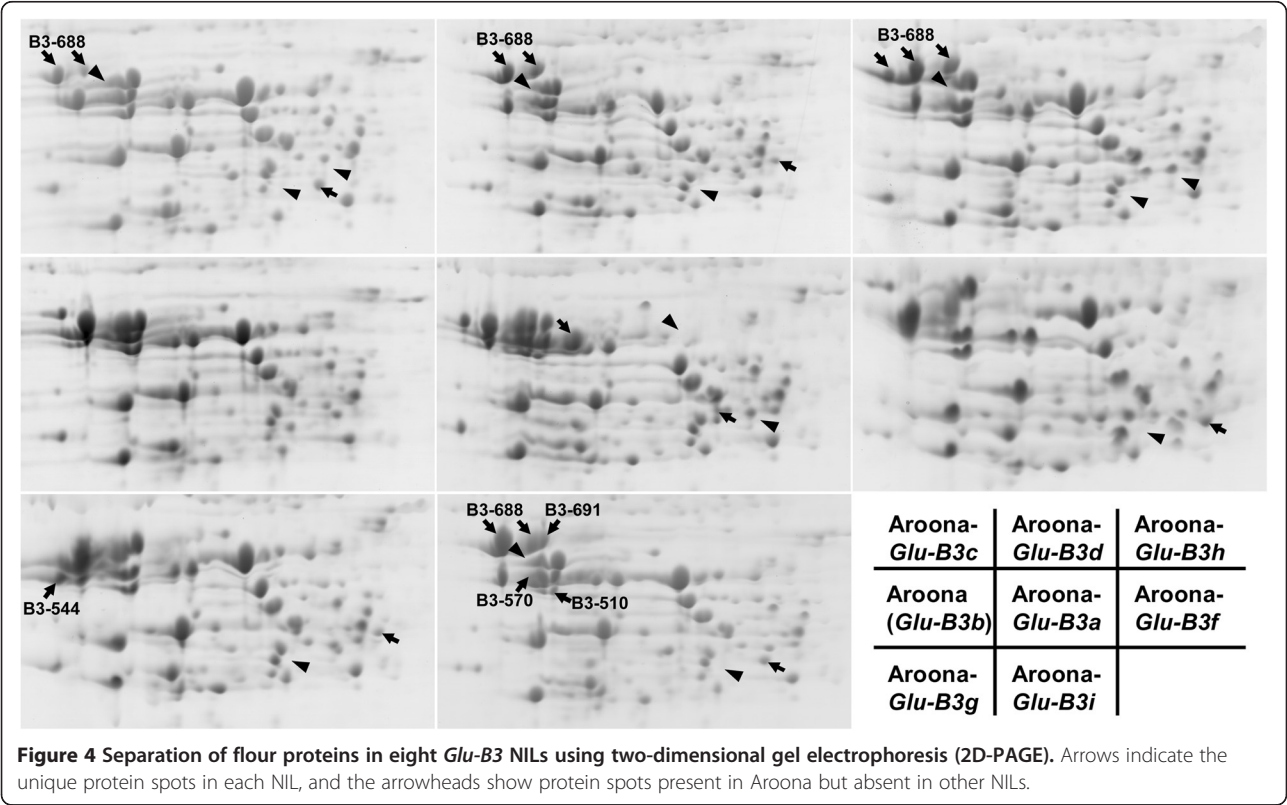 B3-688
B3-688
B3-688
B3-544
B3-688 B3-691
B3-570 B3-510
Aroona- Aroona- Aroona-
Glu-B3c Glu-B3d Glu-B3h
Aroona Aroona- Aroona-
(Glu-B3b) Glu-B3a Glu-B3f
Aroona- Aroona-
Glu-B3g Glu-B3i
Figure 4 Separation of flour proteins in eight Glu-B3 NILs using two-dimensional gel electrophoresis (2D-PAGE). Arrows indicate the
unique protein spots in each NIL, and the arrowheads show protein spots present in Aroona but absent in other NILs.